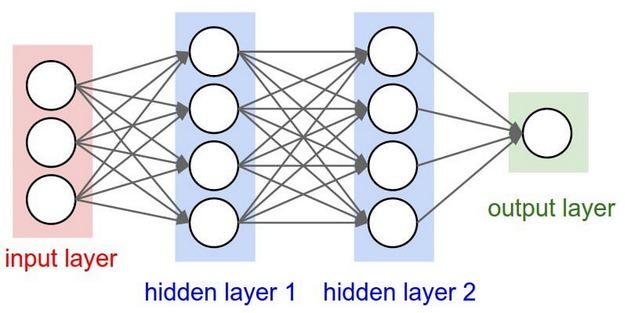 input layer
hidden layer 1
hidden layer 2
output layer